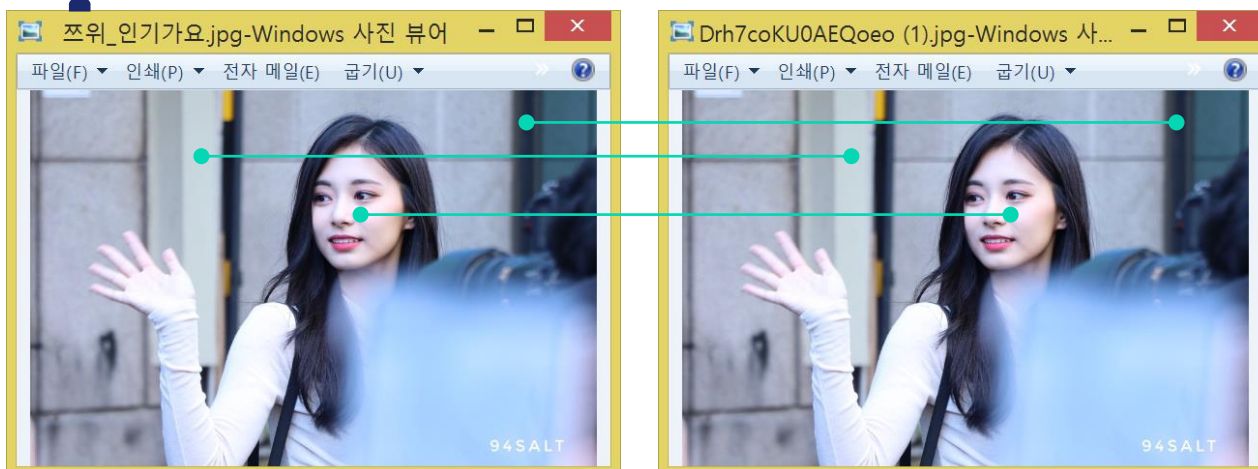 쯔위_인기가요.jpg-Windows 사진 뷰어
파일(F) 인쇄(P) 전자 메일(E) 굽기(U) » ?
94SALT
Drh7coKU0AEQoeo (1).jpg-Windows 사...
파일(F) 인쇄(P) 전자 메일(E) 굽기(U) » ?
94SALT